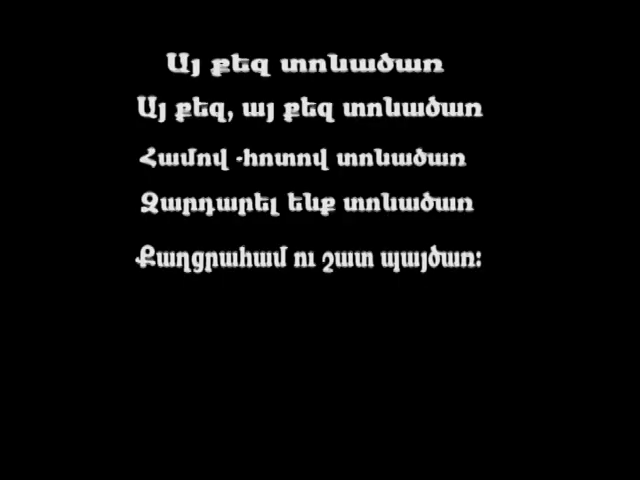 Այ քեզ տոնածառ
Այ քեզ, այ քեզ տոնածառ
Համով -հոտով տոնածառ
Զարդարել ենք տոնածառ
Քաղցրահամ ու շատ պայծառ: